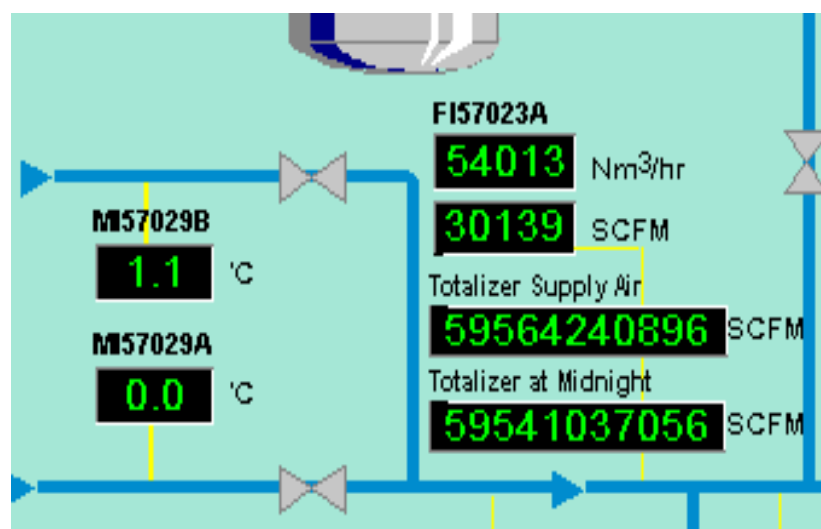 FI57023A
54013 Nm3/hr
30139 SCFM
MI57029B
1.1 'C
Totalizer Supply Air
59564240896 SCFM
MI57029A
0.0 'C
Totalizer at Midnight
59541037056 SCFM